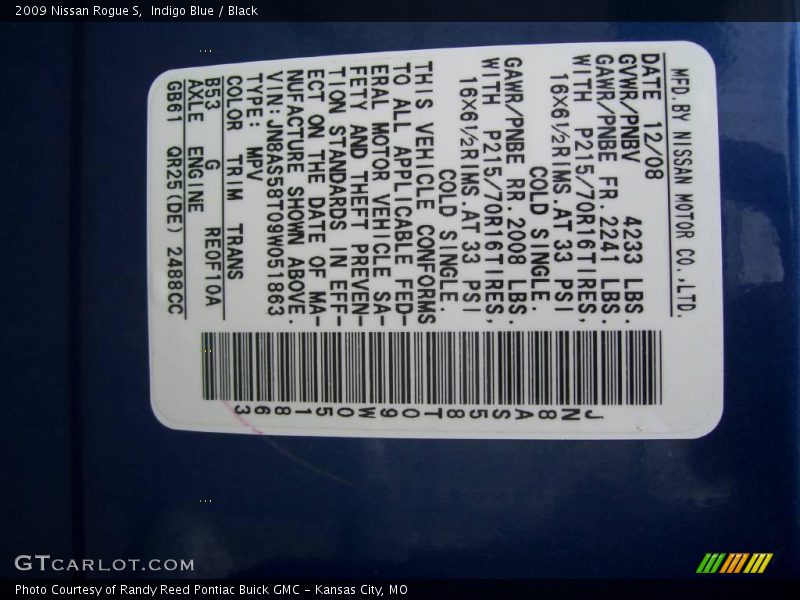 2009 Nissan Rogue S,  Indigo Blue / Black
MFD.BY NISSAN MOTOR CO.,LTD.
DATE 12/08
GVWR/PNBV 4233 LBS.
GAWR/PNBE FR.2241 LBS.
WITH P215/70R16TIRES,
16X6½RIMS.AT 33 PSI
COLD SINGLE.
GAWR/PNBE RR.2008 LBS.
WITH P215/70R16TIRES,
16X6½RIMS.AT 33 PSI
COLD SINGLE.
THIS VEHICLE CONFORMS
TO ALL APPLICABLE FED-
ERAL MOTOR VEHICLE SA-
FETY AND THEFT PREVEN-
TION STANDARDS IN EFF-
ECT ON THE DATE OF MA-
NUFACTURE SHOWN ABOVE.
VIN:JN8AS58T09W051863
TYPE: MPV
COLOR TRIM TRANS
B53 G RE0F10A
AXLE ENGINE
GB61 QR25(DE) 2488CC
JN8AS58T09W051863
GTCARLOT.COM
Photo Courtesy of Randy Reed Pontiac Buick GMC - Kansas City, MO